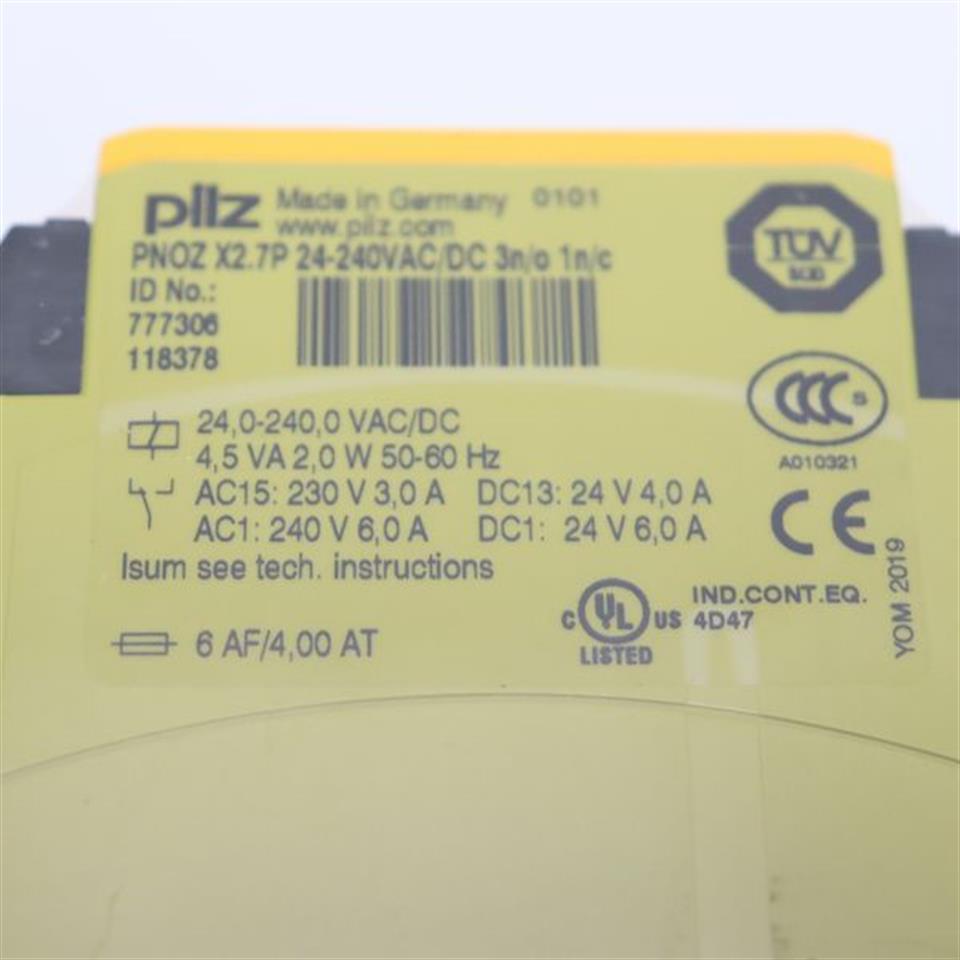 pilz Made in Germany 0101
www.pilz.com
PNOZ X2.7P 24-240VAC/DC 3n/o 1n/c
ID No.:
777306
118378
TÜV
24,0-240,0 VAC/DC
4,5 VA 2,0 W 50-60 Hz
AC15: 230 V 3,0 A DC13: 24 V 4,0 A
AC1: 240 V 6,0 A DC1: 24 V 6,0 A
Isum see tech. instructions
6 AF/4,00 AT
CCC S
A010321
CE
C UL US
LISTED
IND.CONT.EQ.
4D47
YOM 2019